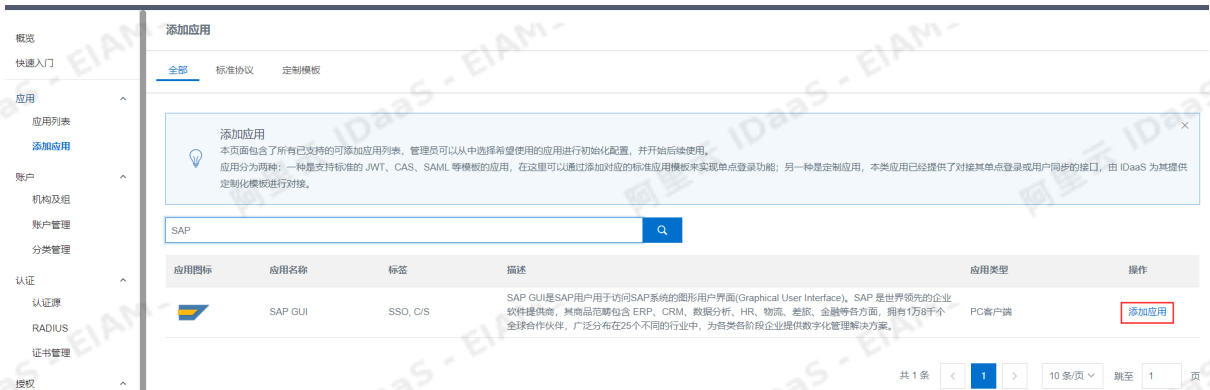 概览
快速入门
应用
应用列表
添加应用
账户
机构及组
账户管理
分类管理
认证
认证源
RADIUS
证书管理
授权
添加应用
全部 标准协议 定制模板
添加应用
本页面包含了所有已支持的可添加应用列表，管理员可以从中选择希望使用的应用进行初始化配置，并开始后续使用。
应用分为两种：一种是支持标准的 JWT、CAS、SAML 等模板的应用，在这里可以通过添加对应的标准应用模板来实现单点登录功能；另一种是定制应用，本类应用已经提供了对接其单点登录或用户同步的接口，由 IDaaS 为其提供
定制化模板进行对接。
SAP
应用图标 应用名称 标签 描述 应用类型 操作
SAP GUI SSO, C/S PC客户端 添加应用
SAP GUI是SAP用户用于访问SAP系统的图形用户界面(Graphical User Interface)。SAP 是世界领先的企业
软件提供商，其商品范畴包含 ERP、CRM、数据分析、HR、物流、差旅、金融等各方面，拥有1万8千个
全球合作伙伴，广泛分布在25个不同的行业中，为各类各阶段企业提供数字化管理解决方案。
共 1 条 < 1 > 10 条/页 跳至 1 页
阿里云 IDaaS - EIAM